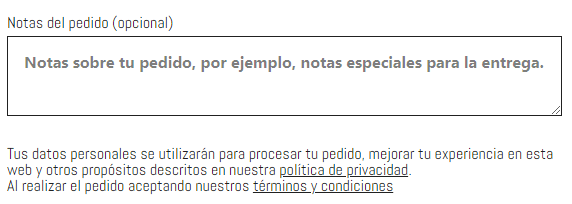 Notas del pedido (opcional)
Notas sobre tu pedido, por ejemplo, notas especiales para la entrega.
Tus datos personales se utilizarán para procesar tu pedido, mejorar tu experiencia en esta
web y otros propósitos descritos en nuestra política de privacidad.
Al realizar el pedido aceptando nuestros términos y condiciones